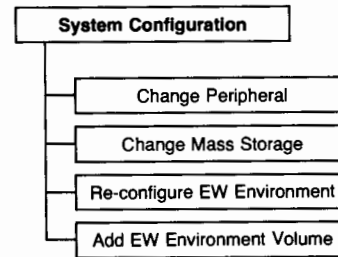 System Configuration
Change Peripheral
Change Mass Storage
Re-configure EW Environment
Add EW Environment Volume